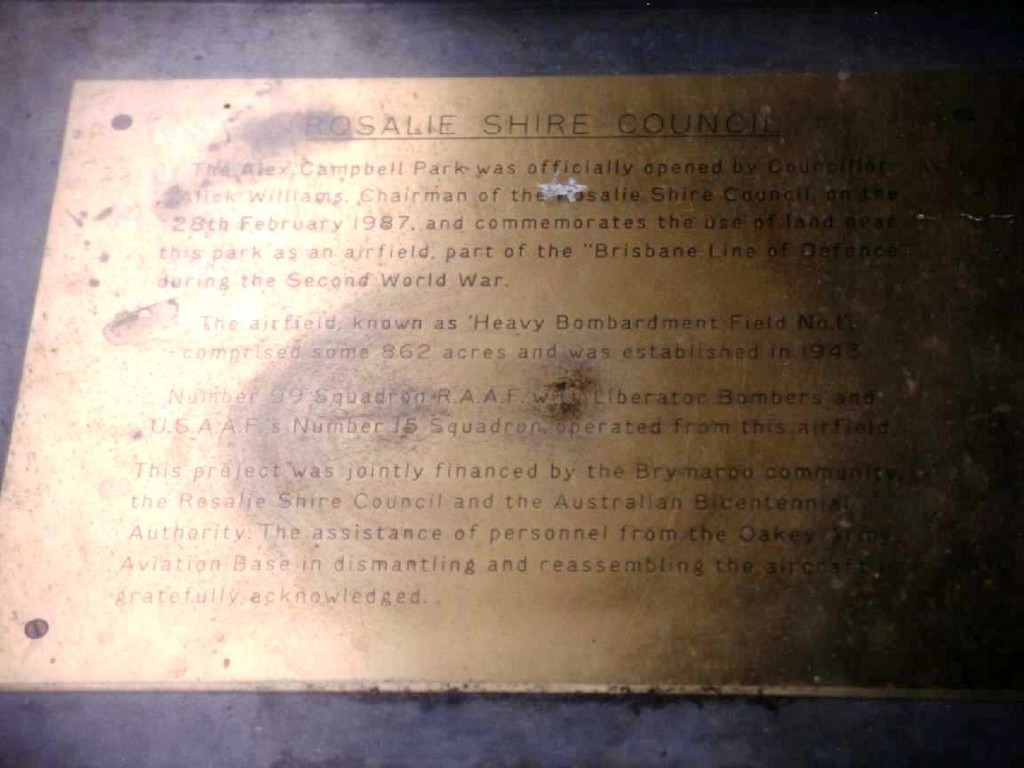 ROSALIE SHIRE COUNCIL
The Alex Campbell Park was officially opened by Councillor
Alick Williams, Chairman of the Rosalie Shire Council, on the
28th February 1987, and commemorates the use of land near
this park as an airfield, part of the "Brisbane Line of Defence
during the Second World War.
The airfield, known as 'Heavy Bombardment Field No.1',
comprised some 862 acres and was established in 1943.
Number 99 Squadron R.A.A.F. with Liberator Bombers and
U.S.A.A.F.'s Number 15 Squadron operated from this airfield.
This project was jointly financed by the Brymaroo community,
the Rosalie Shire Council and the Australian Bicentennial
Authority. The assistance of personnel from the Oakey Army
Aviation Base in dismantling and reassembling the aircraft is
gratefully acknowledged.